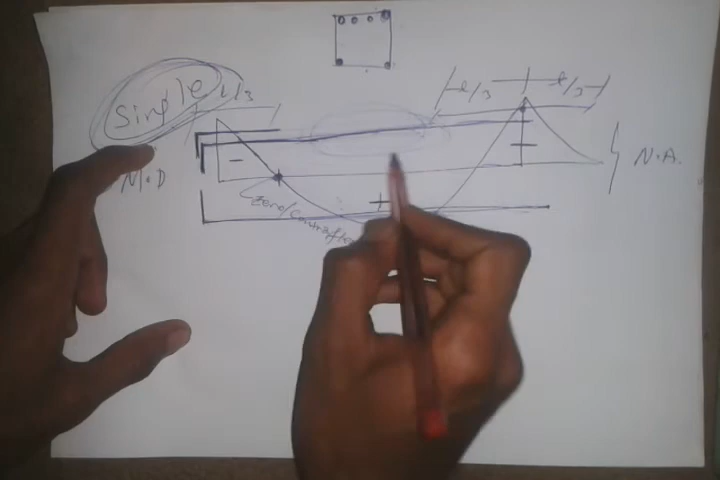 Single
L/3
l/3
l/3
-
-
N.A.
M.D
+
zero/contraflexure